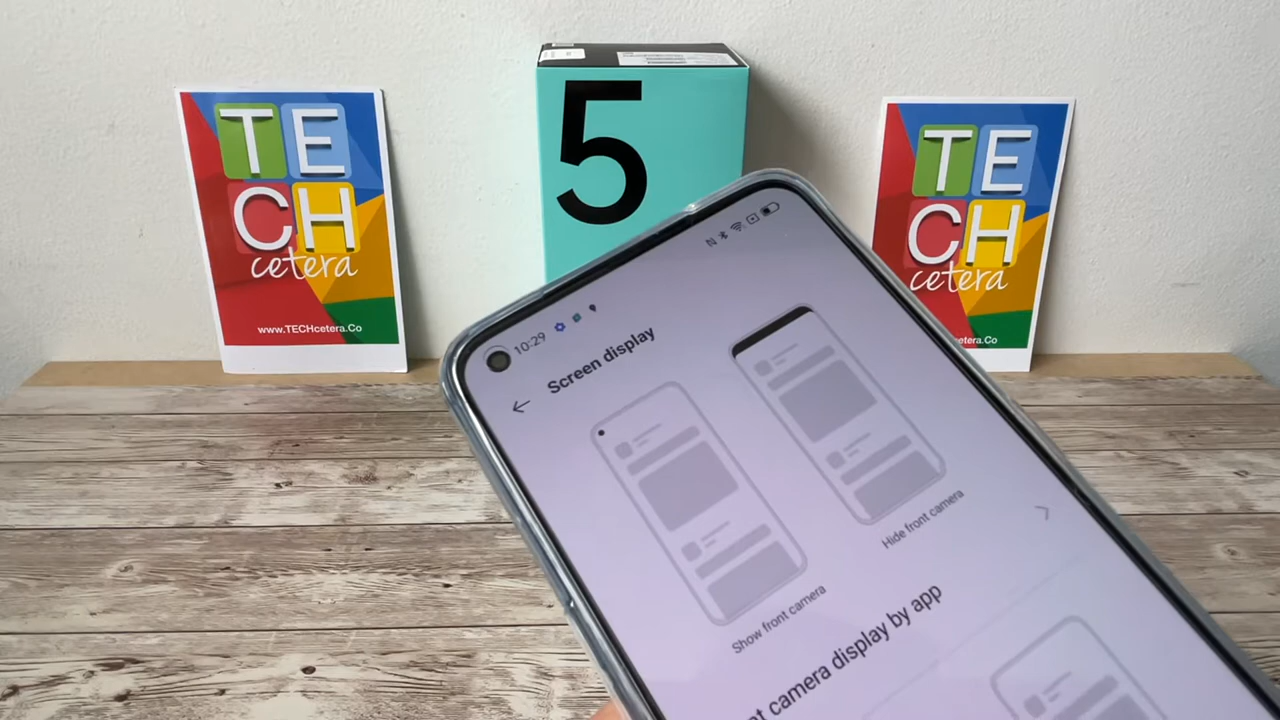 TE
CH
cetera
www.TECHcetera.Co
5
TE
CH
cetera
etera.Co
10:29
Screen display
Show front camera
Hide front camera
nt camera display by app